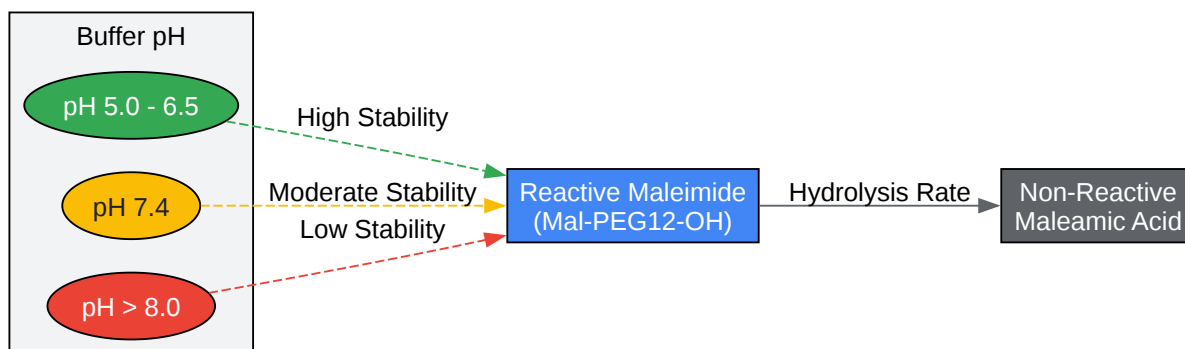 Buffer pH
pH 5.0 - 6.5
High Stability
pH 7.4
Moderate Stability
Low Stability
pH > 8.0
Reactive Maleimide
(Mal-PEG12-OH)
Hydrolysis Rate
Non-Reactive
Maleamic Acid